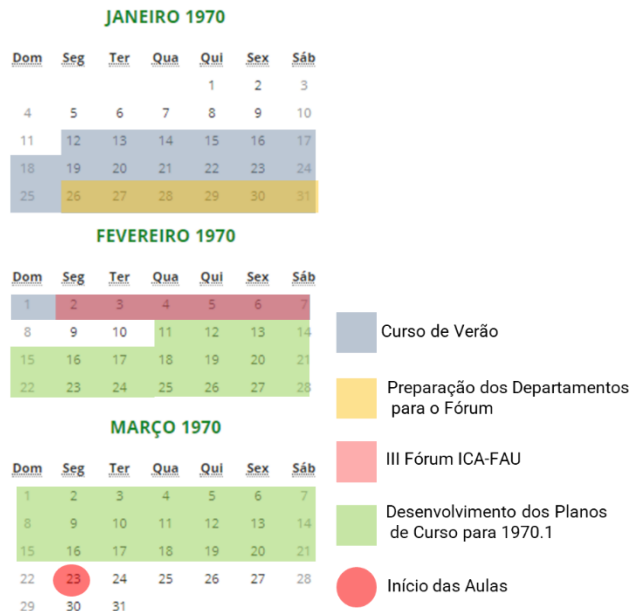 JANEIRO 1970
Dom Seg Ter Qua Qui Sex Sáb
1 2 3
4 5 6 7 8 9 10
11 12 13 14 15 16 17
18 19 20 21 22 23 24
25 26 27 28 29 30 31
FEVEREIRO 1970
Dom Seg Ter Qua Qui Sex Sáb
1 2 3 4 5 6 7
8 9 10 11 12 13 14
15 16 17 18 19 20 21
22 23 24 25 26 27 28
MARÇO 1970
Dom Seg Ter Qua Qui Sex Sáb
1 2 3 4 5 6 7
8 9 10 11 12 13 14
15 16 17 18 19 20 21
22 23 24 25 26 27 28
29 30 31
Curso de Verão
Preparação dos Departamentos
para o Fórum
III Fórum ICA-FAU
Desenvolvimento dos Planos
de Curso para 1970.1
Início das Aulas